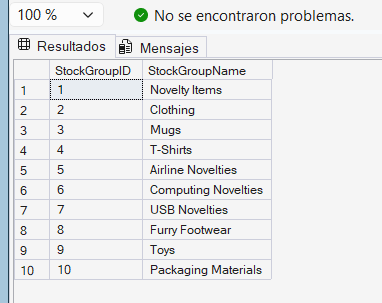 100 % No se encontraron problemas.
Resultados Mensajes
StockGroupID StockGroupName
1 1 Novelty Items
2 2 Clothing
3 3 Mugs
4 4 T-Shirts
5 5 Airline Novelties
6 6 Computing Novelties
7 7 USB Novelties
8 8 Furry Footwear
9 9 Toys
10 10 Packaging Materials